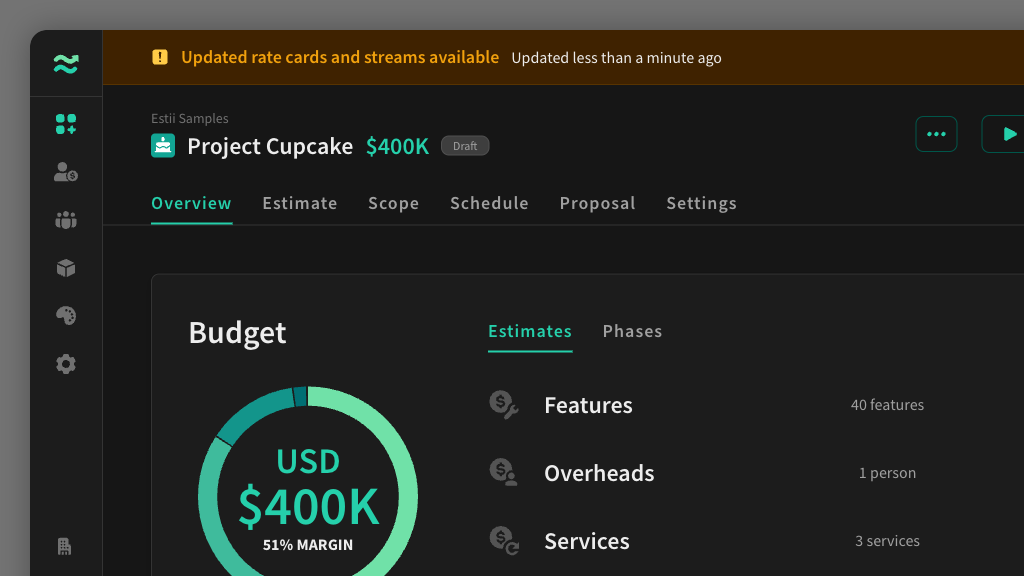 Updated rate cards and streams available Updated less than a minute ago
Estii Samples
Project Cupcake $400K Draft
Overview Estimate Scope Schedule Proposal Settings
Budget
Estimates Phases
Features 40 features
USD
Overheads 1 person
$400K
51% MARGIN
Services 3 services